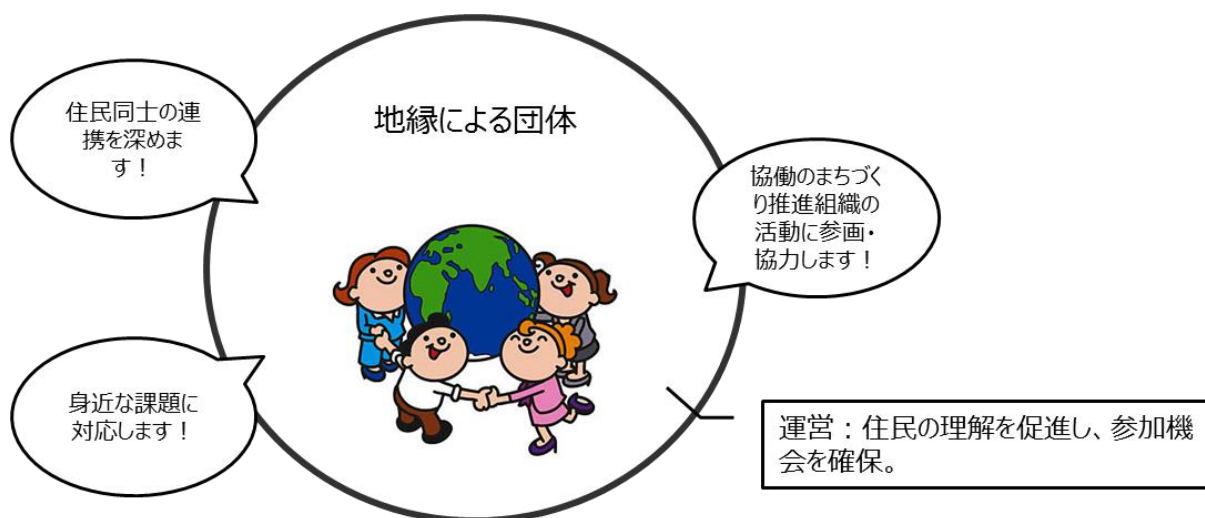 地縁による団体
住民同士の連
携を深めま
す！
協働のまちづく
り推進組織の
活動に参画・
協力します！
身近な課題に
対応します！
運営：住民の理解を促進し、参加機
会を確保。